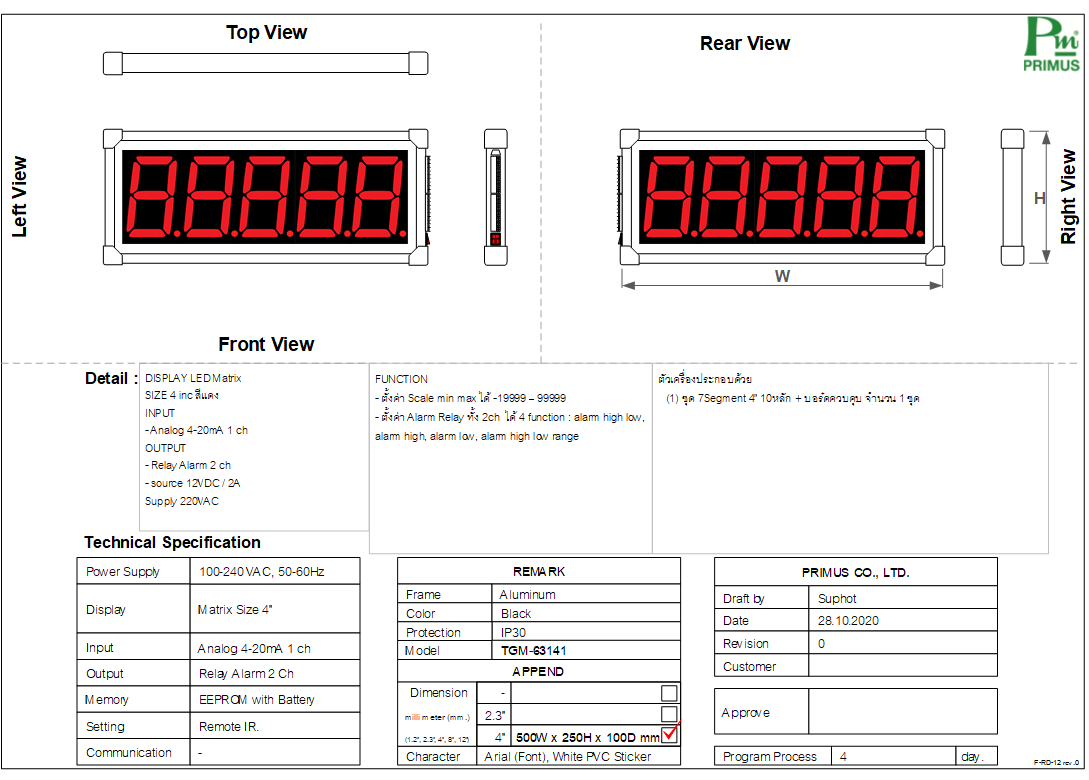 Top View
Rear View
Pm
PRIMUS
Left View
Right View
H
W
Front View
Detail :
DISPLAY LED Matrix
SIZE 4 inc สีแดง
INPUT
- Analog 4-20mA 1 ch
OUTPUT
- Relay Alarm 2 ch
- source 12VDC / 2A
Supply 220VAC
FUNCTION
- ตั้งค่า Scale min max ได้ -19999 – 99999
- ตั้งค่า Alarm Relay ทั้ง 2ch ได้ 4 function : alarm high low,
alarm high, alarm low, alarm high low range
ตัวเครื่องประกอบด้วย
(1) ชุด 7Segment 4" 10หลัก + บอร์ดควบคุม จำนวน 1 ชุด
Technical Specification
Power Supply 100-240VAC, 50-60Hz
Display Matrix Size 4"
Input Analog 4-20mA 1 ch
Output Relay Alarm 2 Ch
Memory EEPROM with Battery
Setting Remote IR.
Communication -
REMARK
Frame Aluminum
Color Black
Protection IP30
Model TGM-63141
APPEND
Dimension -
millimeter (mm.) 2.3"
(1.2", 2.3", 4", 8", 12") 4" 500W x 250H x 100D mm
Character Arial (Font), White PVC Sticker
PRIMUS CO., LTD.
Draft by Suphot
Date 28.10.2020
Revision 0
Customer
Approve
Program Process 4 day.
F-RD-12 rev.0